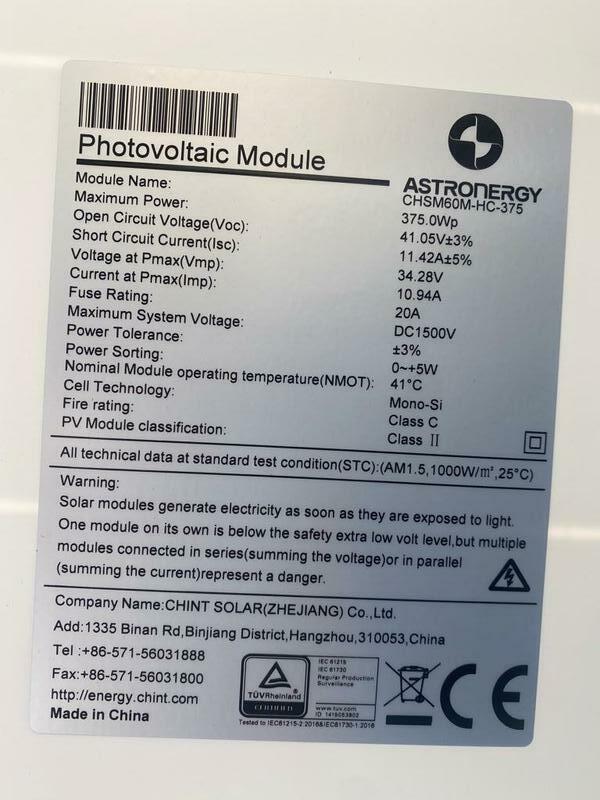 Photovoltaic Module
ASTRONERGY
Module Name: CHSM60M-HC-375
Maximum Power: 375.0Wp
Open Circuit Voltage(Voc): 41.05V±3%
Short Circuit Current(Isc): 11.42A±5%
Voltage at Pmax(Vmp): 34.28V
Current at Pmax(Imp): 10.94A
Fuse Rating: 20A
Maximum System Voltage: DC1500V
Power Tolerance: ±3%
Power Sorting: 0~+5W
Nominal Module operating temperature(NMOT): 41°C
Cell Technology: Mono-Si
Fire rating: Class C
PV Module classification: Class II
All technical data at standard test condition(STC):(AM1.5,1000W/m²,25°C)
Warning:
Solar modules generate electricity as soon as they are exposed to light.
One module on its own is below the safety extra low volt level,but multiple
modules connected in series(summing the voltage)or in parallel
(summing the current)represent a danger.
Company Name:CHINT SOLAR(ZHEJIANG) Co.,Ltd.
Add:1335 Binan Rd,Binjiang District,Hangzhou,310053,China
Tel :+86-571-56031888
Fax:+86-571-56031800
http://energy.chint.com
Made in China
TÜVRheinland
CERTIFIED
IEC 61215
IEC 61730
Regular Production
Surveillance
www.tuv.com
ID 1419053802
Tested to IEC61215-2:2016&IEC61730-1:2016
CE